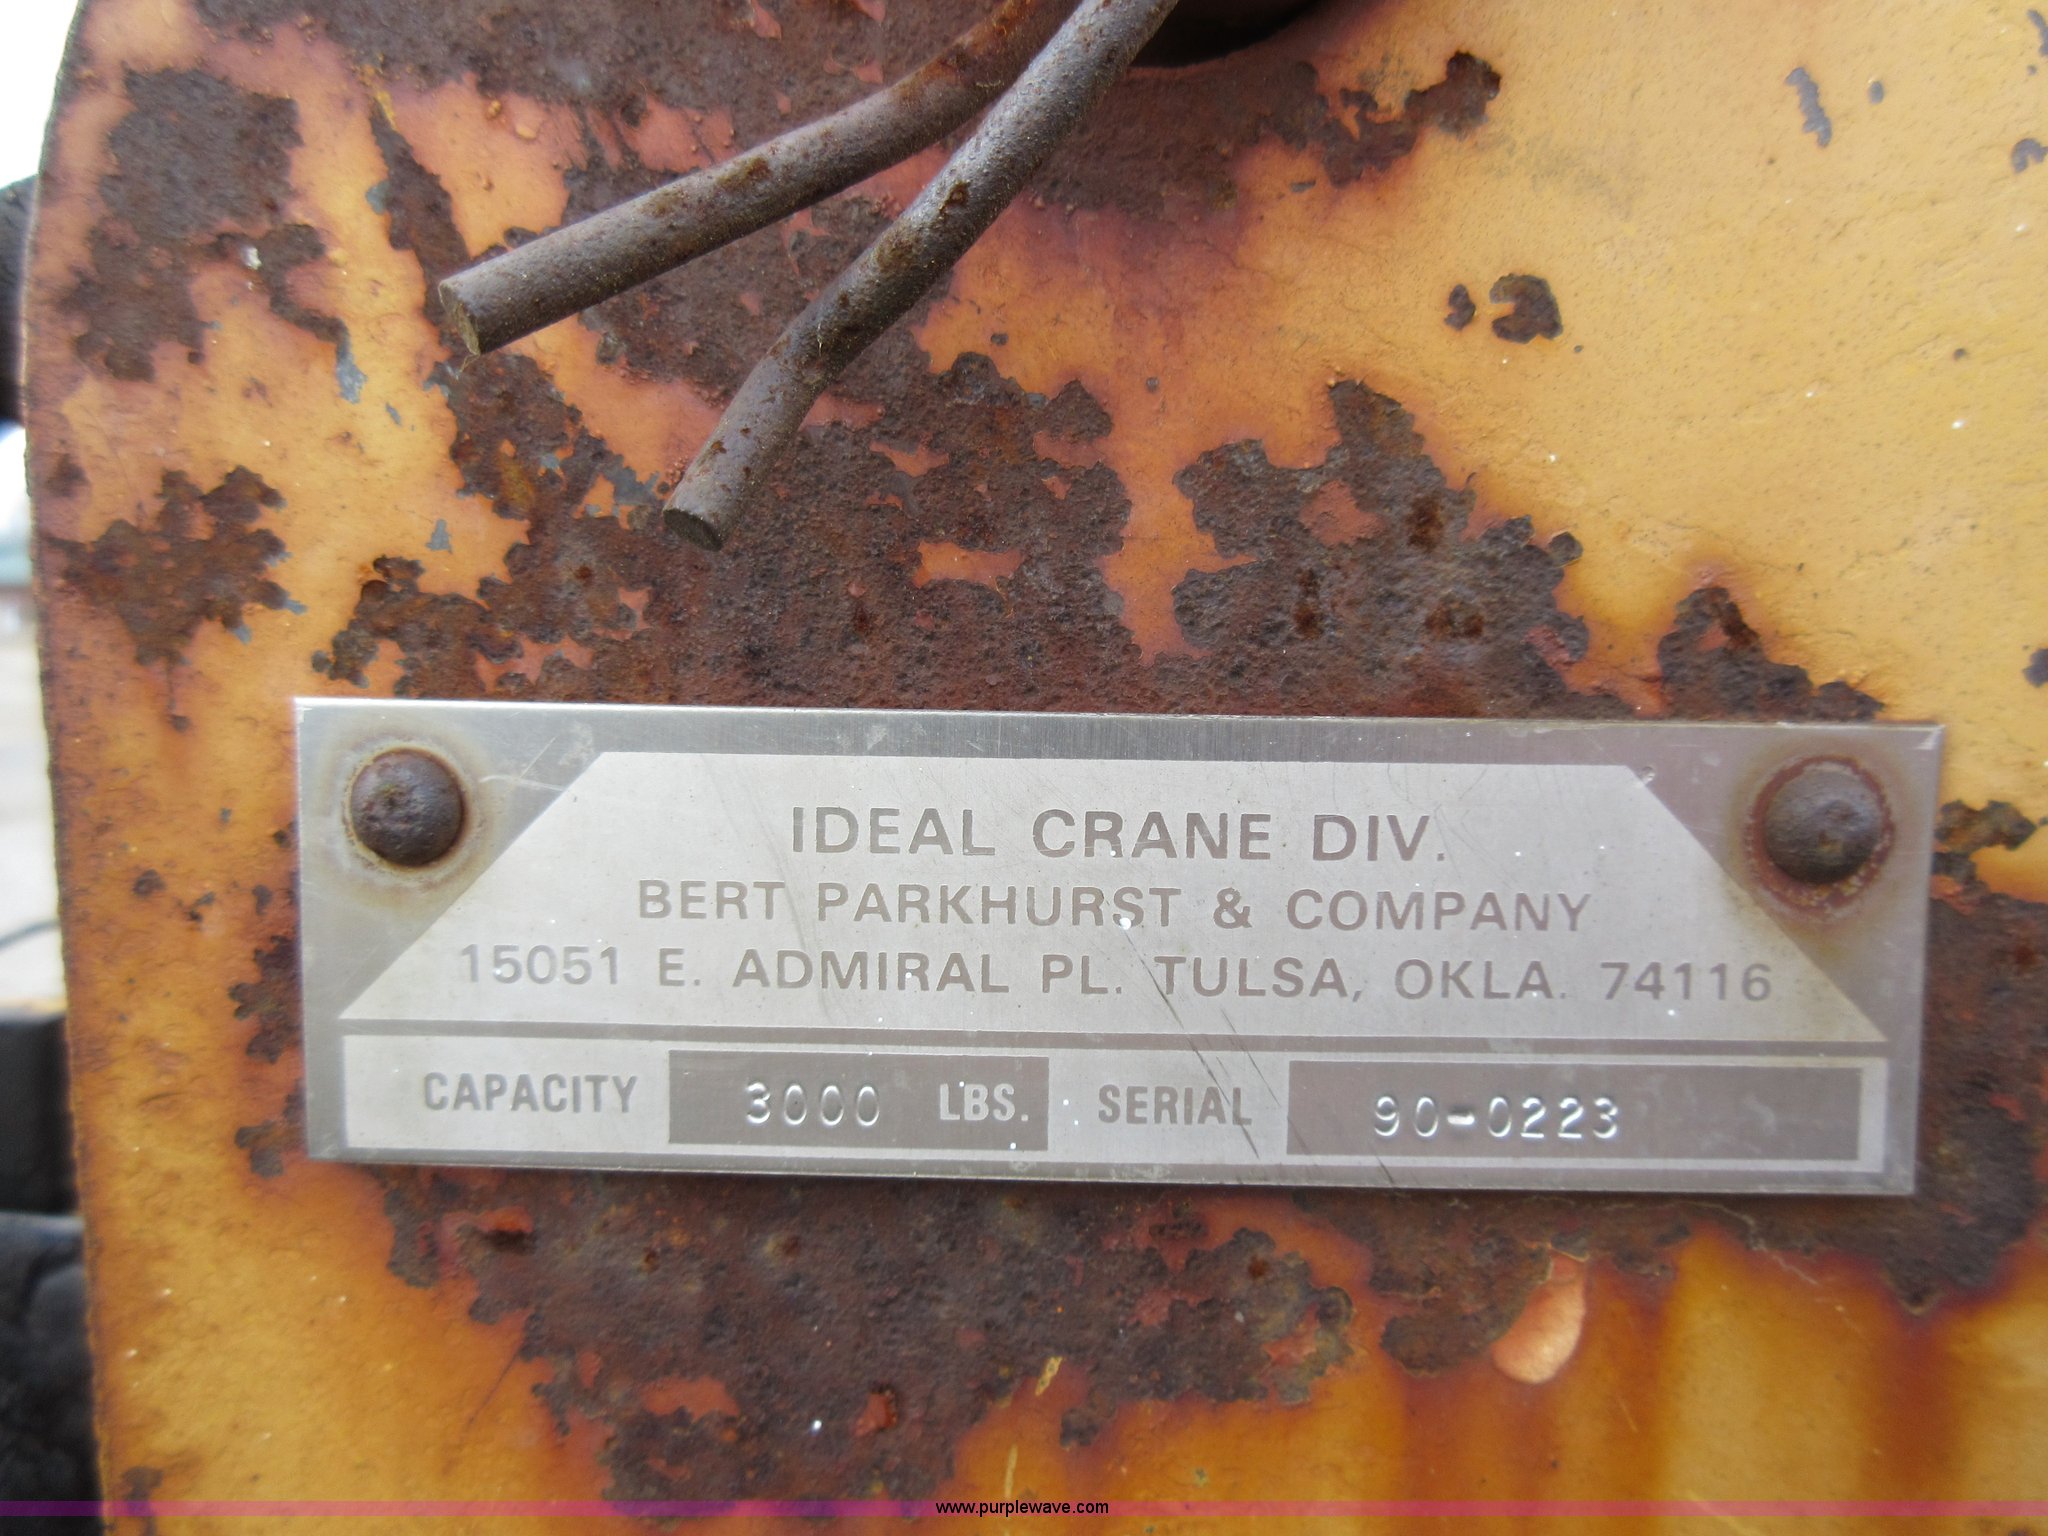 IDEAL CRANE DIV.
BERT PARKHURST & COMPANY
15051 E. ADMIRAL PL. TULSA, OKLA. 74116
CAPACITY 3000 LBS. SERIAL 90-0223
www.purplewave.com